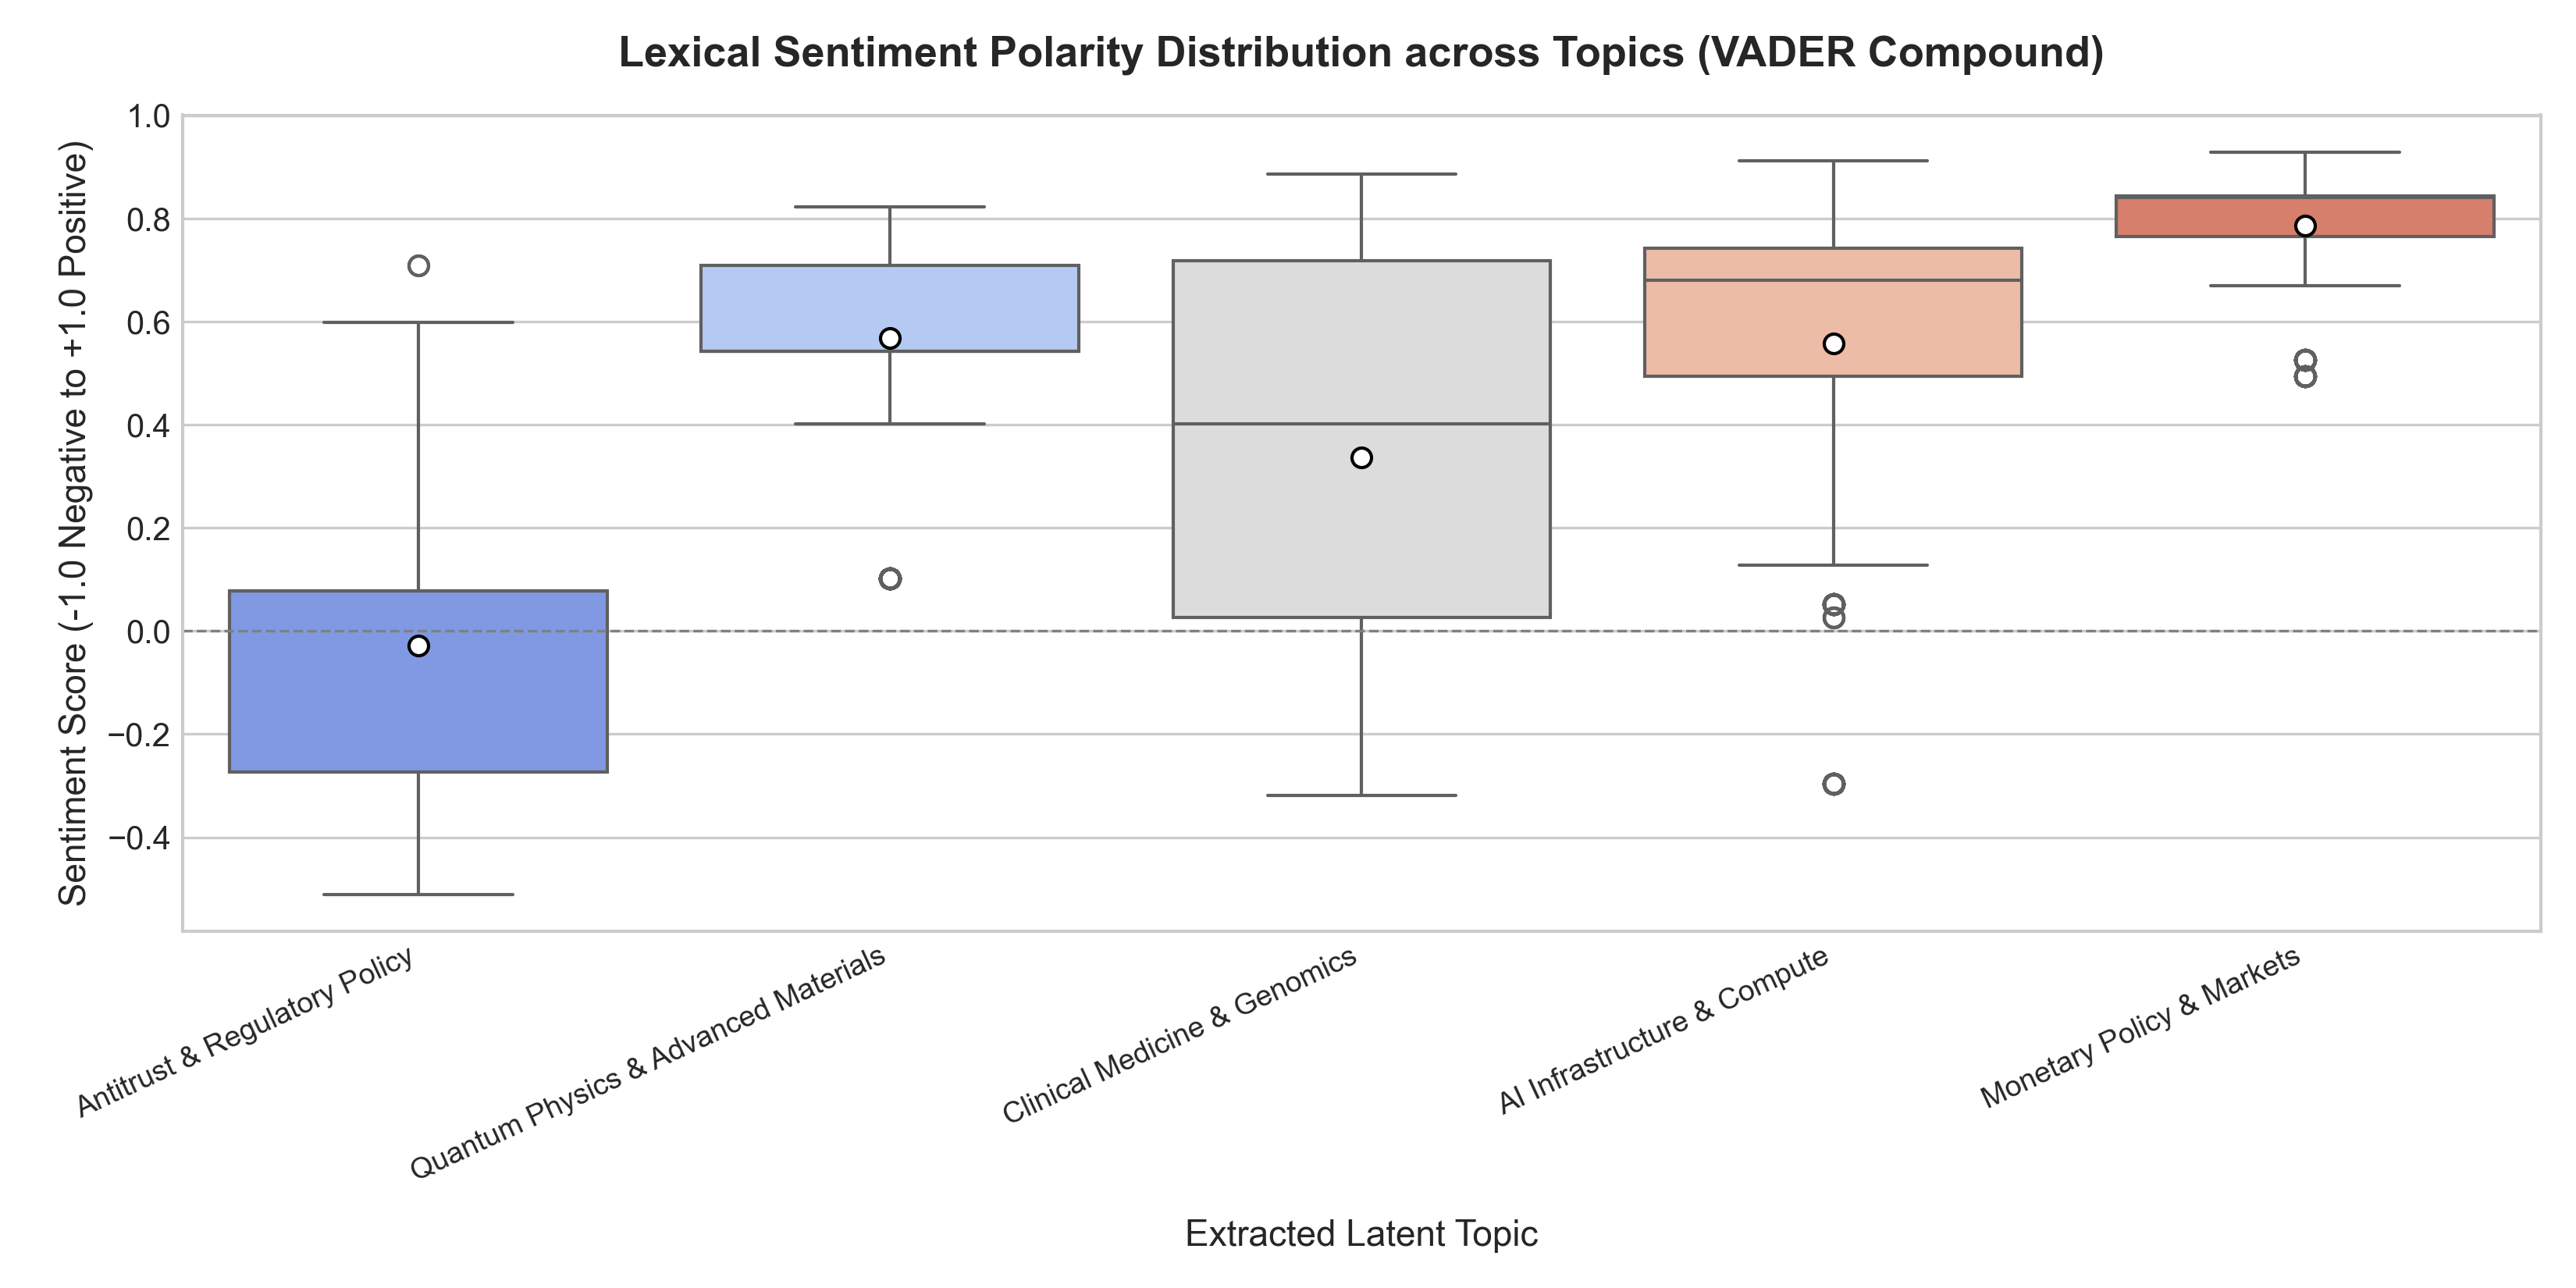 Lexical Sentiment Polarity Distribution across Topics (VADER Compound)
Sentiment Score (-1.0 Negative to +1.0 Positive)
1.0
0.8
0.6
0.4
0.2
0.0
−0.2
−0.4
Antitrust & Regulatory Policy
Quantum Physics & Advanced Materials
Clinical Medicine & Genomics
AI Infrastructure & Compute
Monetary Policy & Markets
Extracted Latent Topic